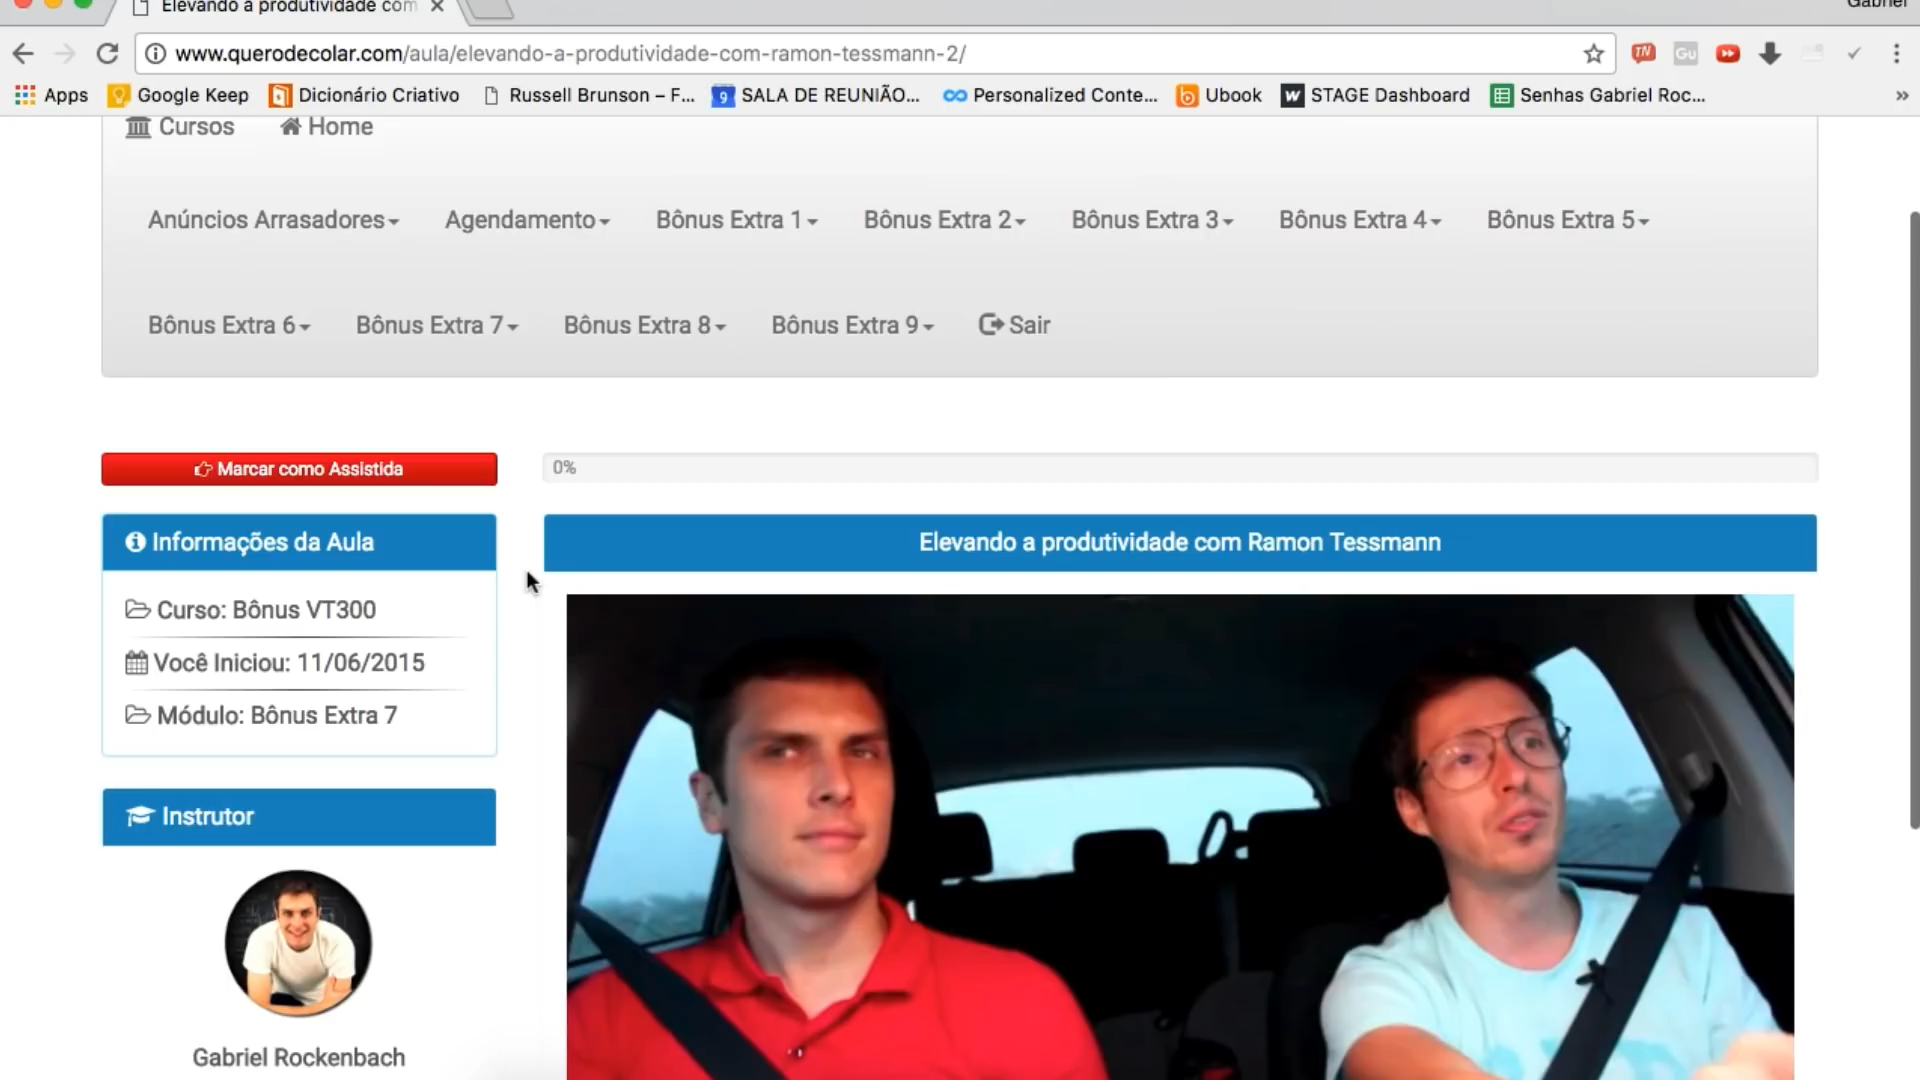 Elevando a produtividade com
Gabriel
www.querodecolar.com/aula/elevando-a-produtividade-com-ramon-tessmann-2/
TN
Gu
Apps
Google Keep
Dicionário Criativo
Russell Brunson – F...
9
SALA DE REUNIÃO...
Personalized Conte...
Ubook
W
STAGE Dashboard
Senhas Gabriel Roc...
»
Cursos
Home
Anúncios Arrasadores
Agendamento
Bônus Extra 1
Bônus Extra 2
Bônus Extra 3
Bônus Extra 4
Bônus Extra 5
Bônus Extra 6
Bônus Extra 7
Bônus Extra 8
Bônus Extra 9
Sair
Marcar como Assistida
0%
Informações da Aula
Elevando a produtividade com Ramon Tessmann
Curso: Bônus VT300
Você Iniciou: 11/06/2015
Módulo: Bônus Extra 7
Instrutor
Gabriel Rockenbach